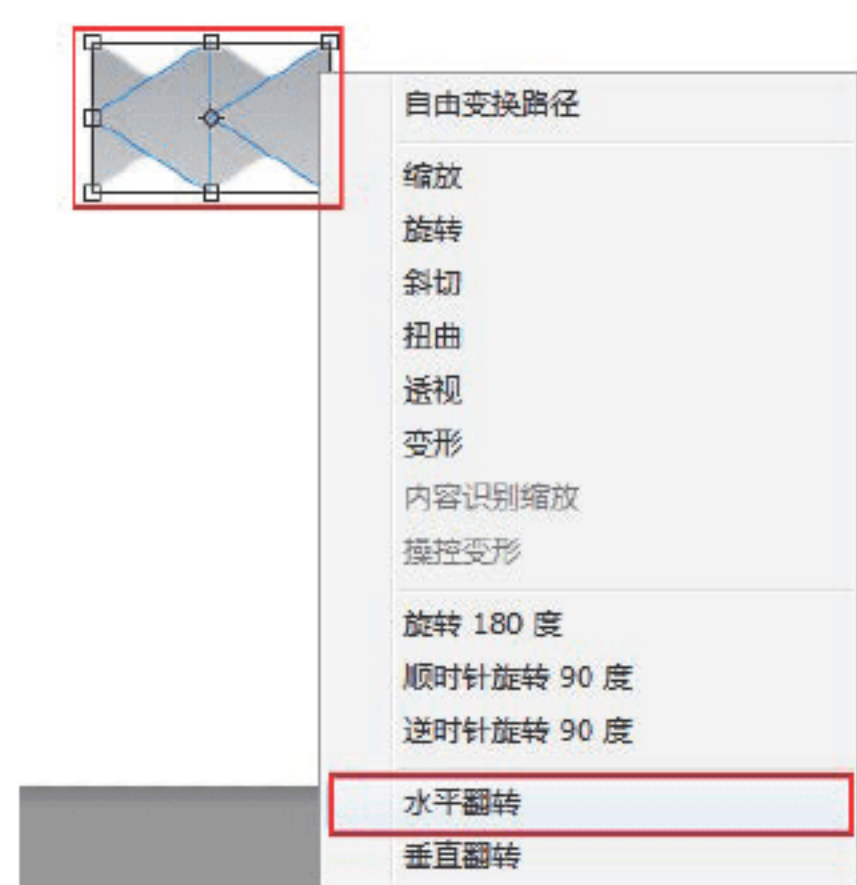 自由变换路径
缩放
旋转
斜切
扭曲
透视
变形
内容识别缩放
操控变形
旋转 180 度
顺时针旋转 90 度
逆时针旋转 90 度
水平翻转
垂直翻转